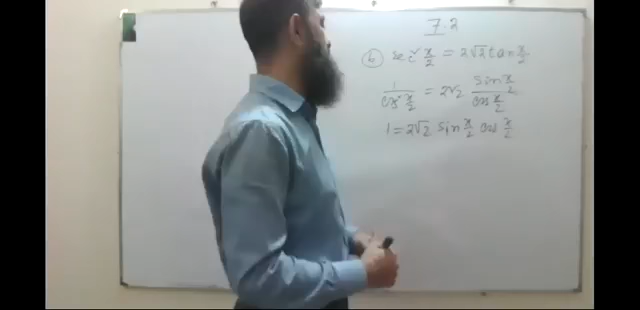 7.2
(6) sec² x/2 = 2√2 tan x/2
1/cos² x/2 = 2√2 sin x/2 / cos x/2
1 = 2√2 sin x/2 cos x/2